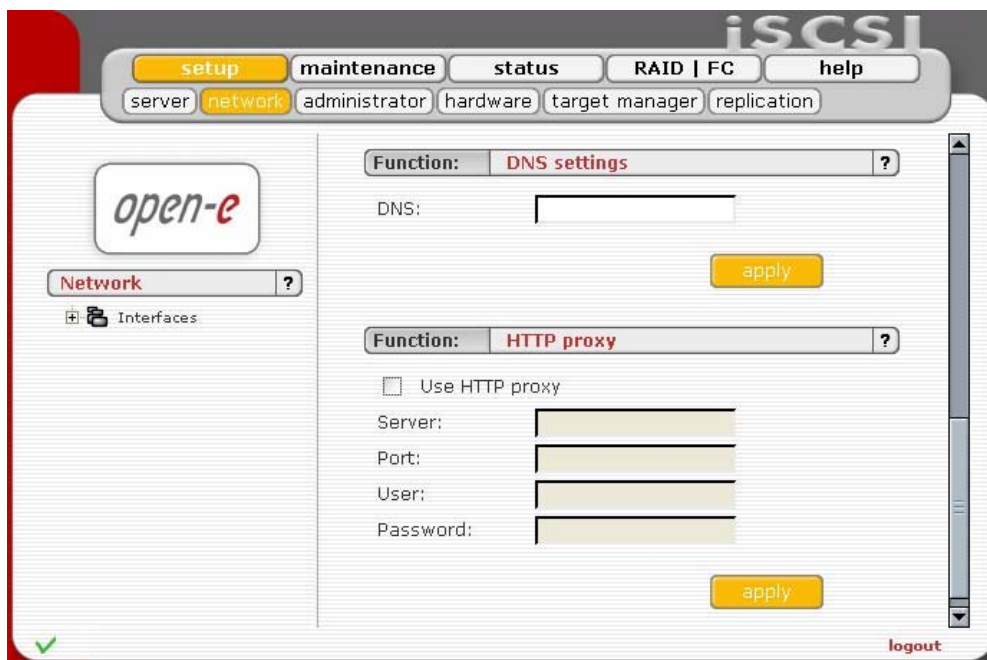 iSCSI
setup maintenance status RAID | FC help
server network administrator hardware target manager replication
open-e
Network ?
Interfaces
Function: DNS settings ?
DNS:
apply
Function: HTTP proxy ?
Use HTTP proxy
Server:
Port:
User:
Password:
apply
logout